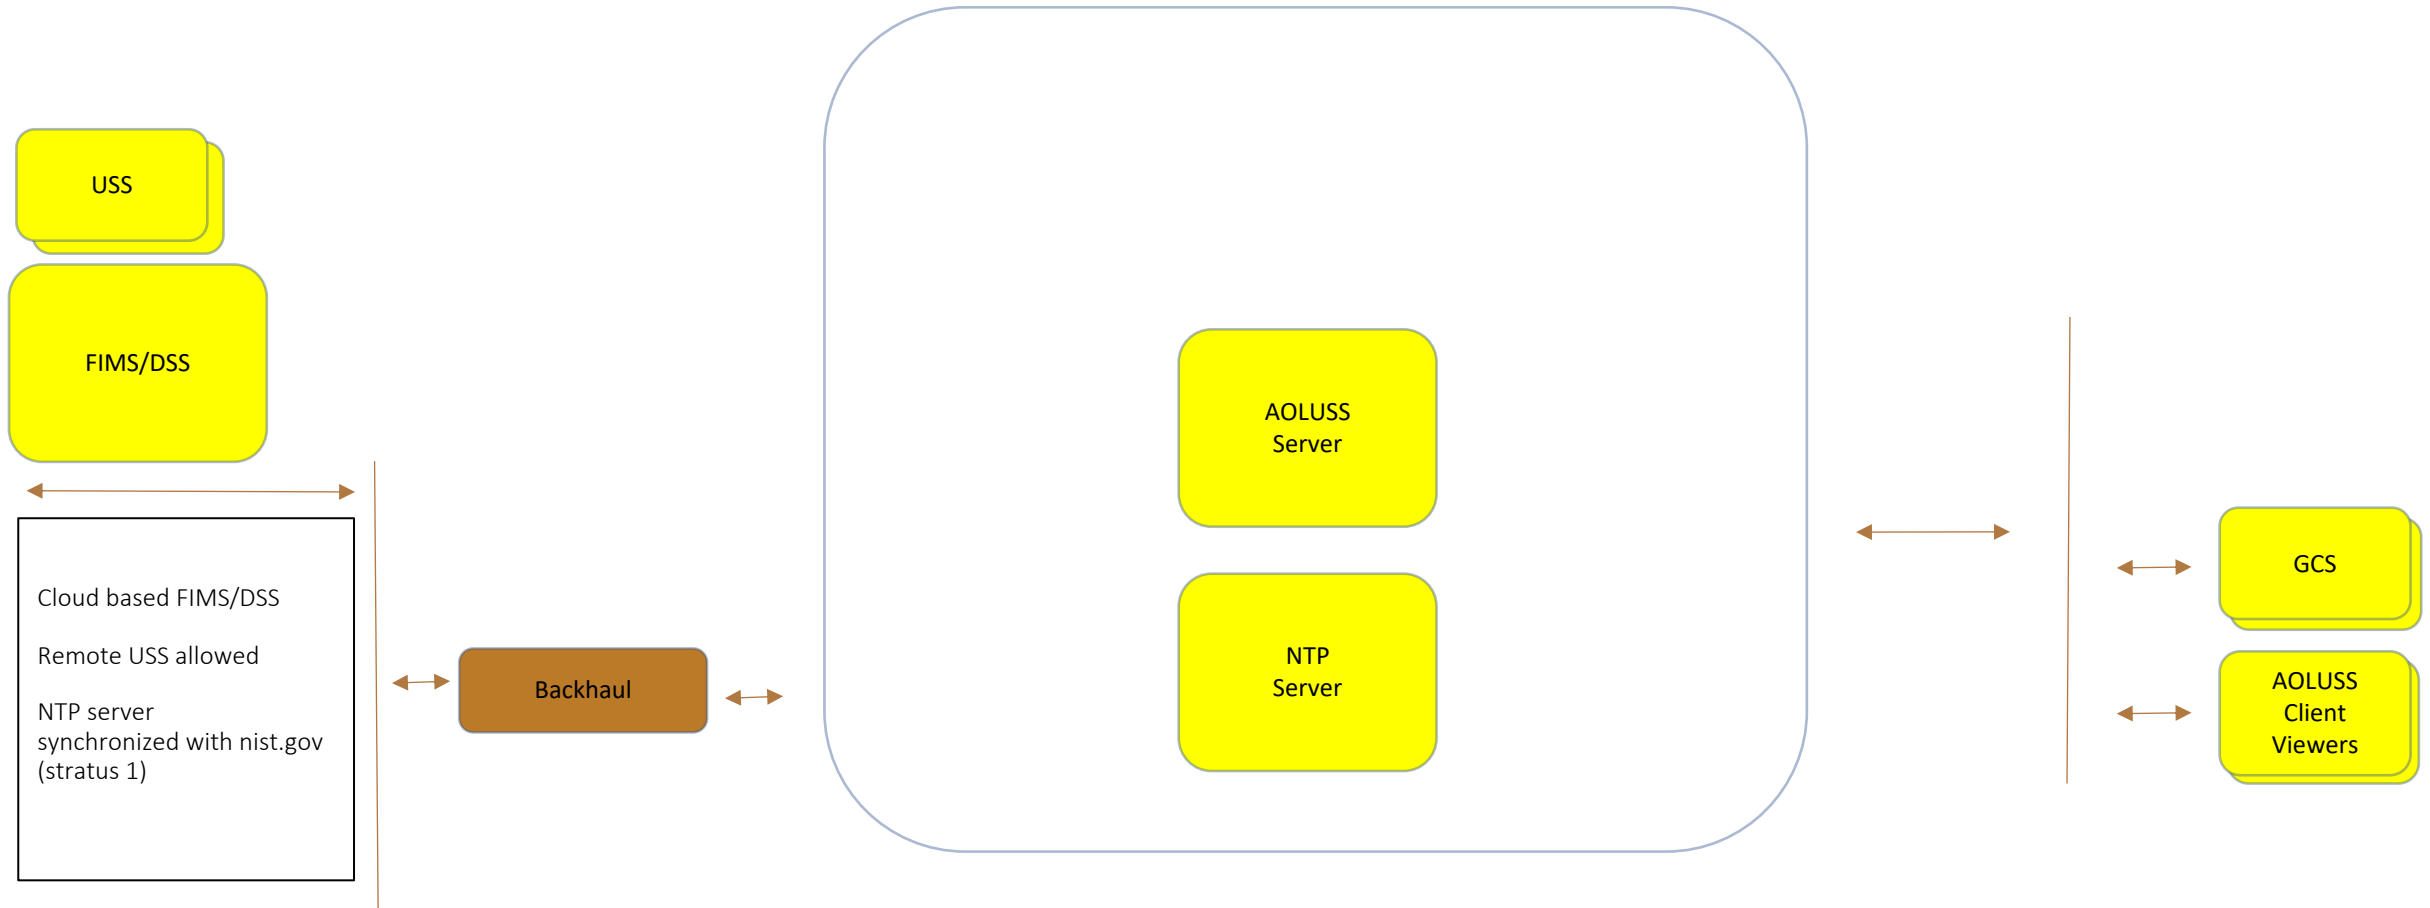 USS
FIMS/DSS
Cloud based FIMS/DSS
Remote USS allowed
NTP server
synchronized with nist.gov
(stratus 1)
Backhaul
AOLUSS
Server
NTP
Server
GCS
AOLUSS
Client
Viewers